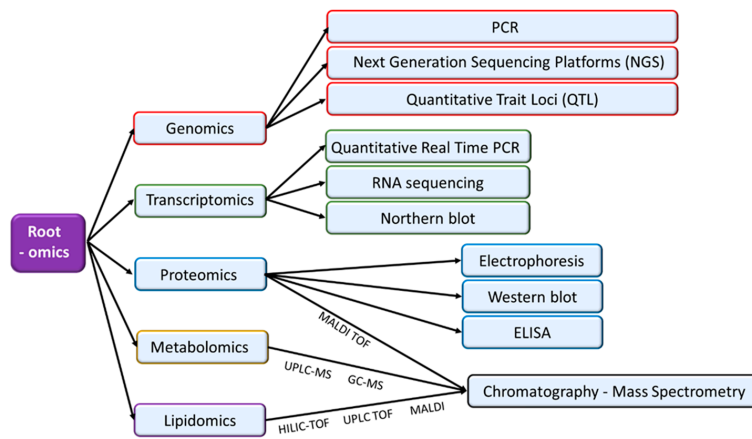 PCR
Next Generation Sequencing Platforms (NGS)
Quantitative Trait Loci (QTL)
Genomics
Quantitative Real Time PCR
RNA sequencing
Northern blot
Transcriptomics
Root
- omics
Proteomics
Electrophoresis
Western blot
ELISA
MALDI TOF
Metabolomics
UPLC-MS GC-MS
Chromatography - Mass Spectrometry
Lipidomics
HILIC-TOF UPLC TOF MALDI